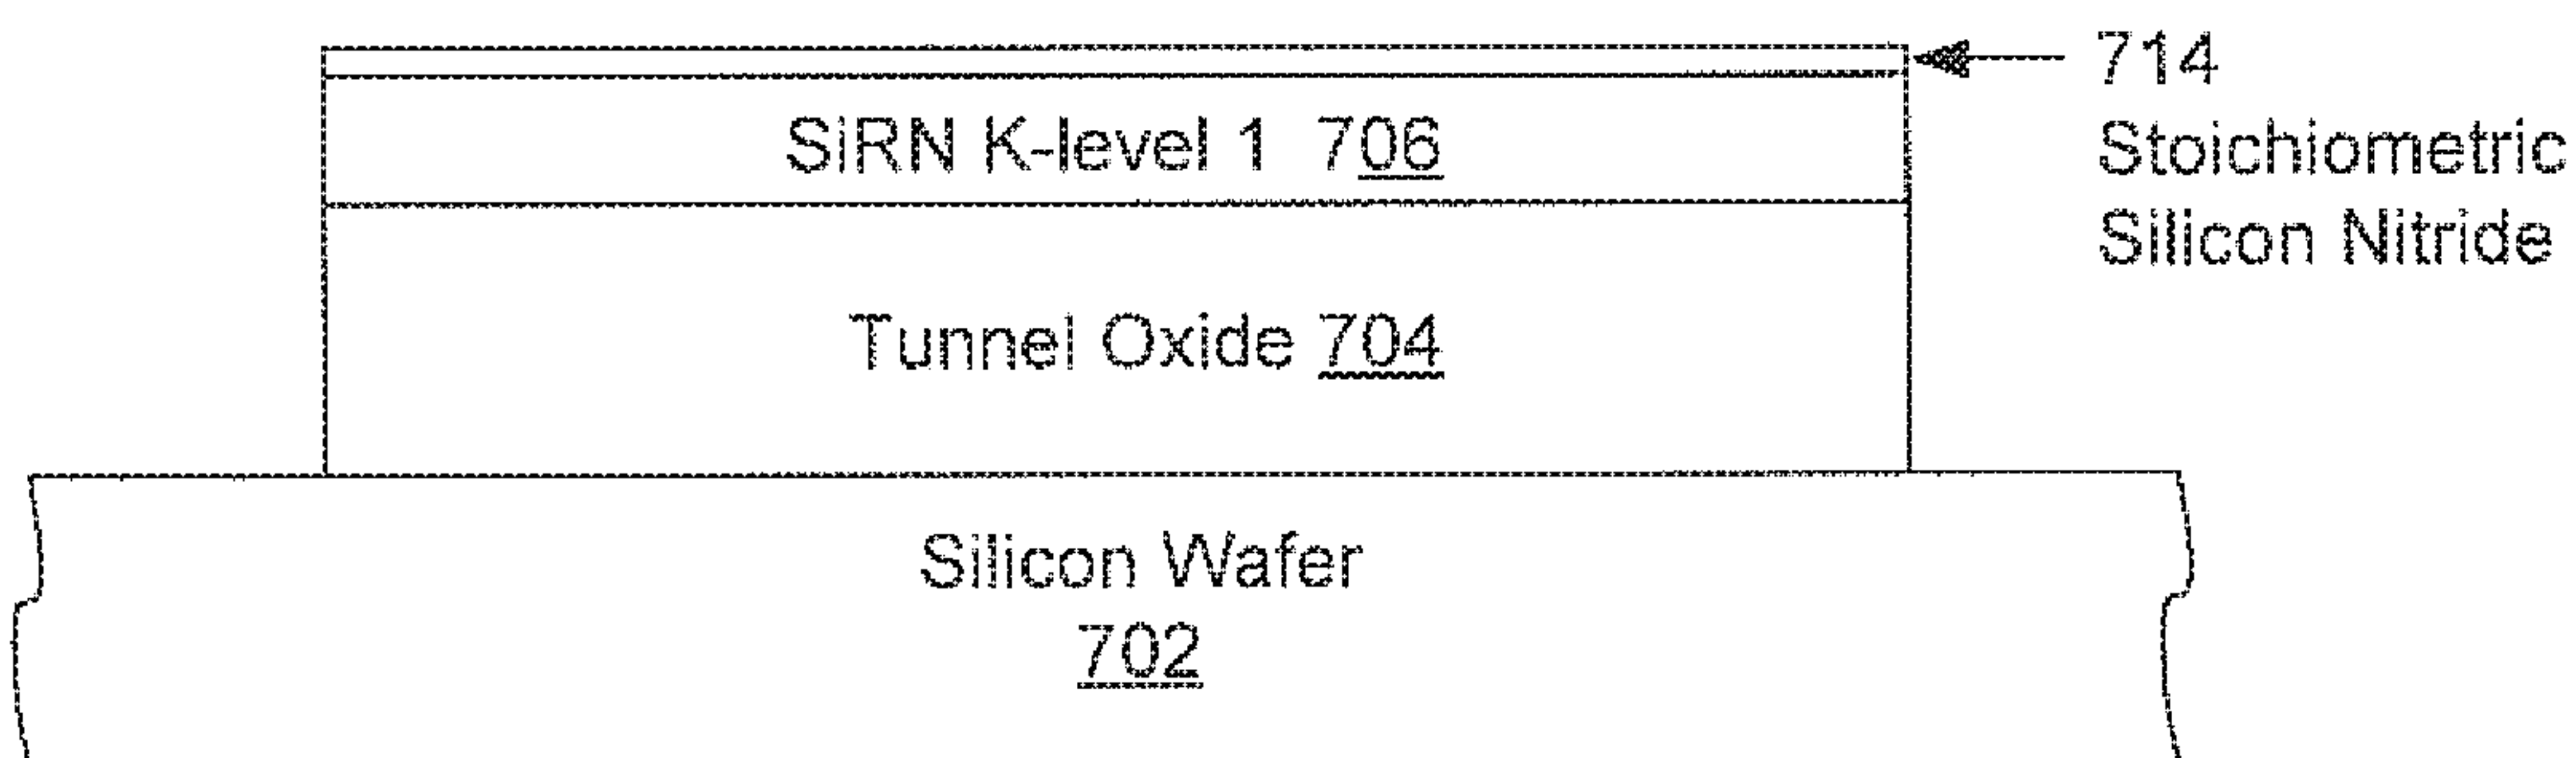 714
Stoichiometric
Silicon Nitride
SiRN K-level 1 706
Tunnel Oxide 704
Silicon Wafer
702